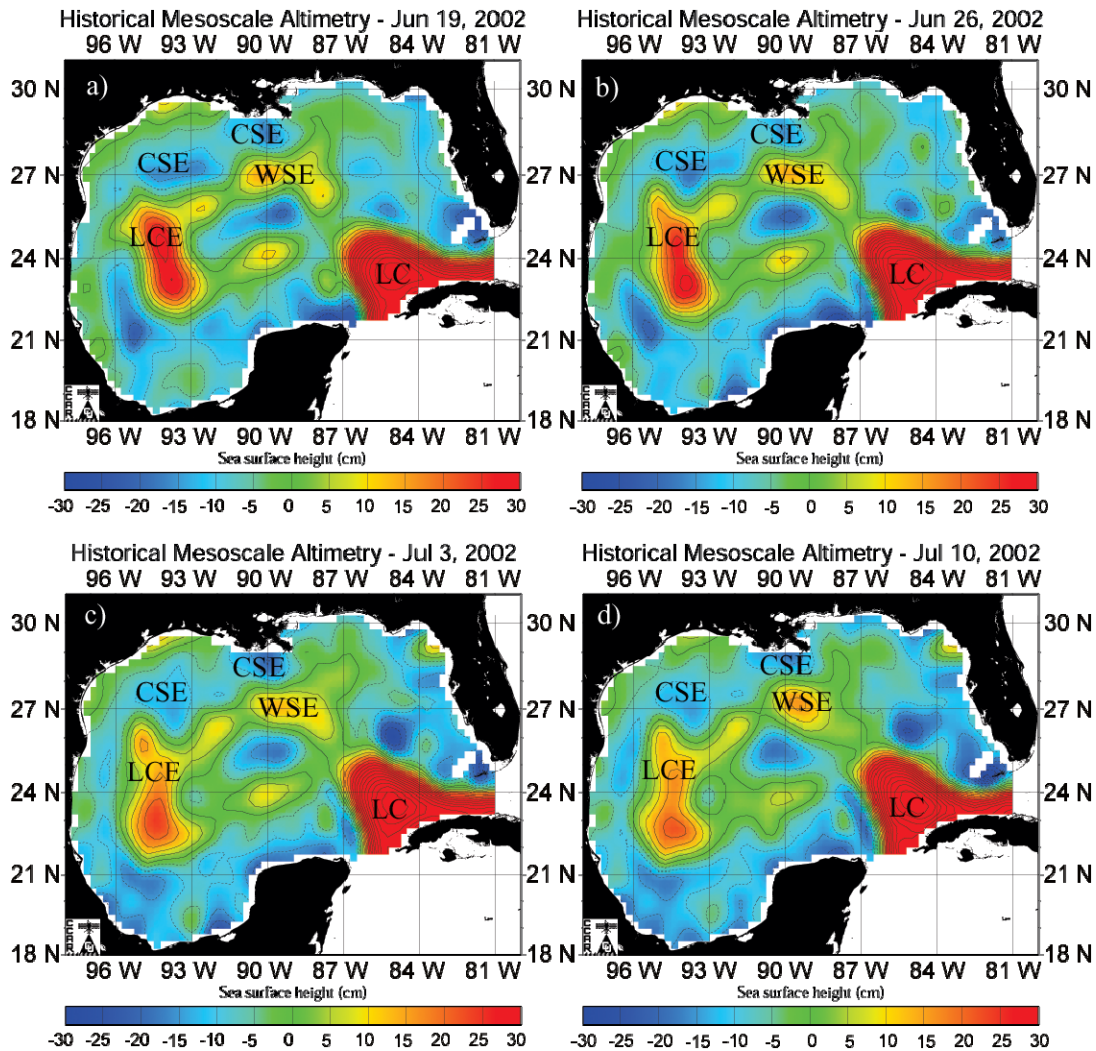 Historical Mesoscale Altimetry - Jun 19, 2002
96 W 93 W 90 W 87 W 84 W 81 W
a)
30 N
27 N
24 N
21 N
18 N
CSE
CSE
WSE
LCE
LC
96 W 93 W 90 W 87 W 84 W 81 W
Sea surface height (cm)
-30 -25 -20 -15 -10 -5 0 5 10 15 20 25 30
Historical Mesoscale Altimetry - Jun 26, 2002
96 W 93 W 90 W 87 W 84 W 81 W
b)
CSE
CSE
WSE
LCE
LC
30 N
27 N
24 N
21 N
18 N
96 W 93 W 90 W 87 W 84 W 81 W
Sea surface height (cm)
-30 -25 -20 -15 -10 -5 0 5 10 15 20 25 30
Historical Mesoscale Altimetry - Jul 3, 2002
96 W 93 W 90 W 87 W 84 W 81 W
c)
30 N
27 N
24 N
21 N
18 N
CSE
CSE
WSE
LCE
LC
96 W 93 W 90 W 87 W 84 W 81 W
Sea surface height (cm)
-30 -25 -20 -15 -10 -5 0 5 10 15 20 25 30
Historical Mesoscale Altimetry - Jul 10, 2002
96 W 93 W 90 W 87 W 84 W 81 W
d)
CSE
CSE
WSE
LCE
LC
30 N
27 N
24 N
21 N
18 N
96 W 93 W 90 W 87 W 84 W 81 W
Sea surface height (cm)
-30 -25 -20 -15 -10 -5 0 5 10 15 20 25 30